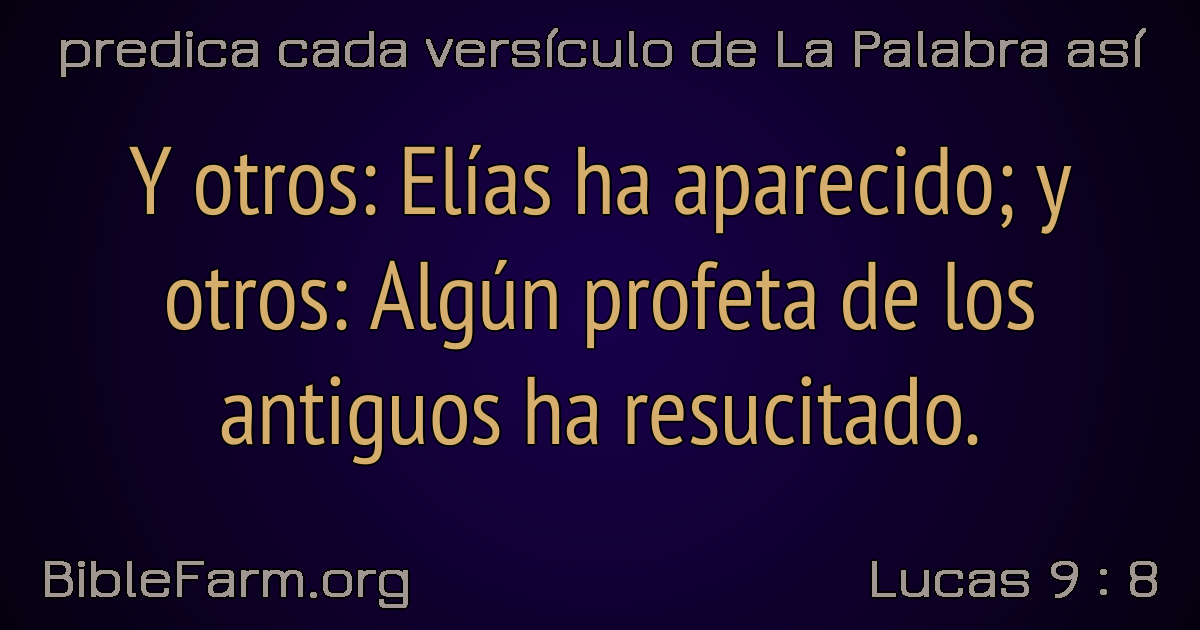 predica cada versículo de La Palabra así
Y otros: Elías ha aparecido; y
otros: Algún profeta de los
antiguos ha resucitado.
BibleFarm.org
Lucas 9 : 8